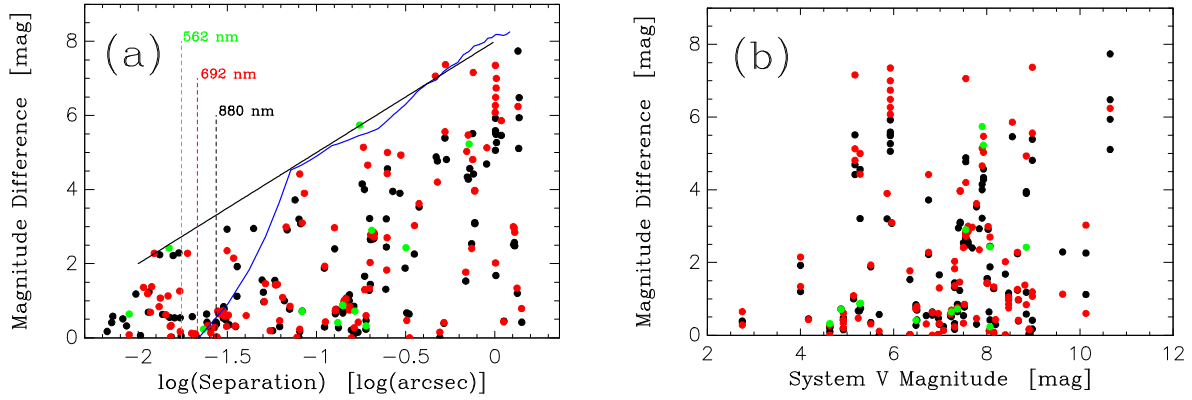 (a)
562 nm
692 nm
880 nm
Magnitude Difference [mag]
8
6
4
2
0
−2 −1.5 −1 −0.5 0
log(Separation) [log(arcsec)]
(b)
Magnitude Difference [mag]
8
6
4
2
0
2 4 6 8 10 12
System V Magnitude [mag]